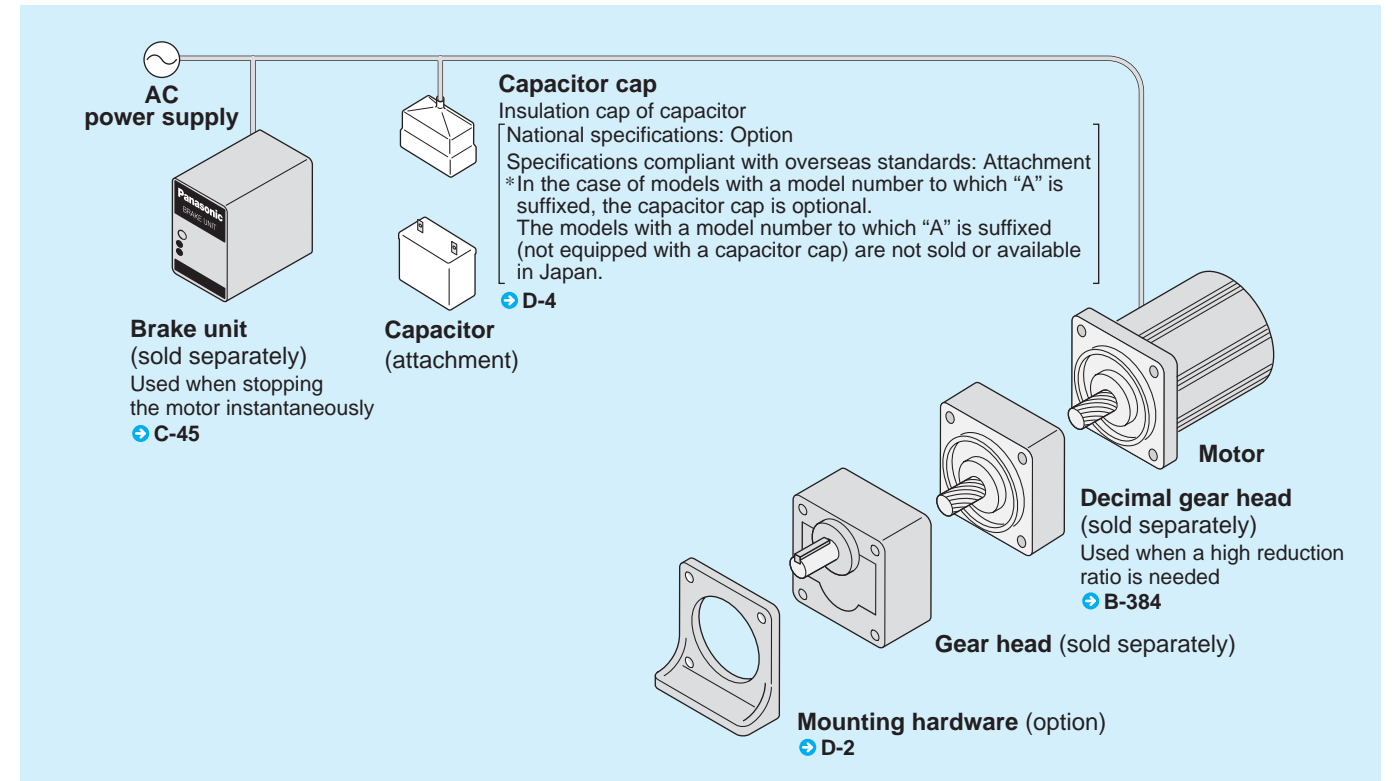 AC
power supply
Panasonic
BRAKE UNIT
Brake unit
(sold separately)
Used when stopping
the motor instantaneously
C-45
Capacitor cap
Insulation cap of capacitor
National specifications: Option
Specifications compliant with overseas standards: Attachment
*In the case of models with a model number to which “A” is
suffixed, the capacitor cap is optional.
The models with a model number to which “A” is suffixed
(not equipped with a capacitor cap) are not sold or available
in Japan.
D-4
Capacitor
(attachment)
Motor
Decimal gear head
(sold separately)
Used when a high reduction
ratio is needed
B-384
Gear head (sold separately)
Mounting hardware (option)
D-2